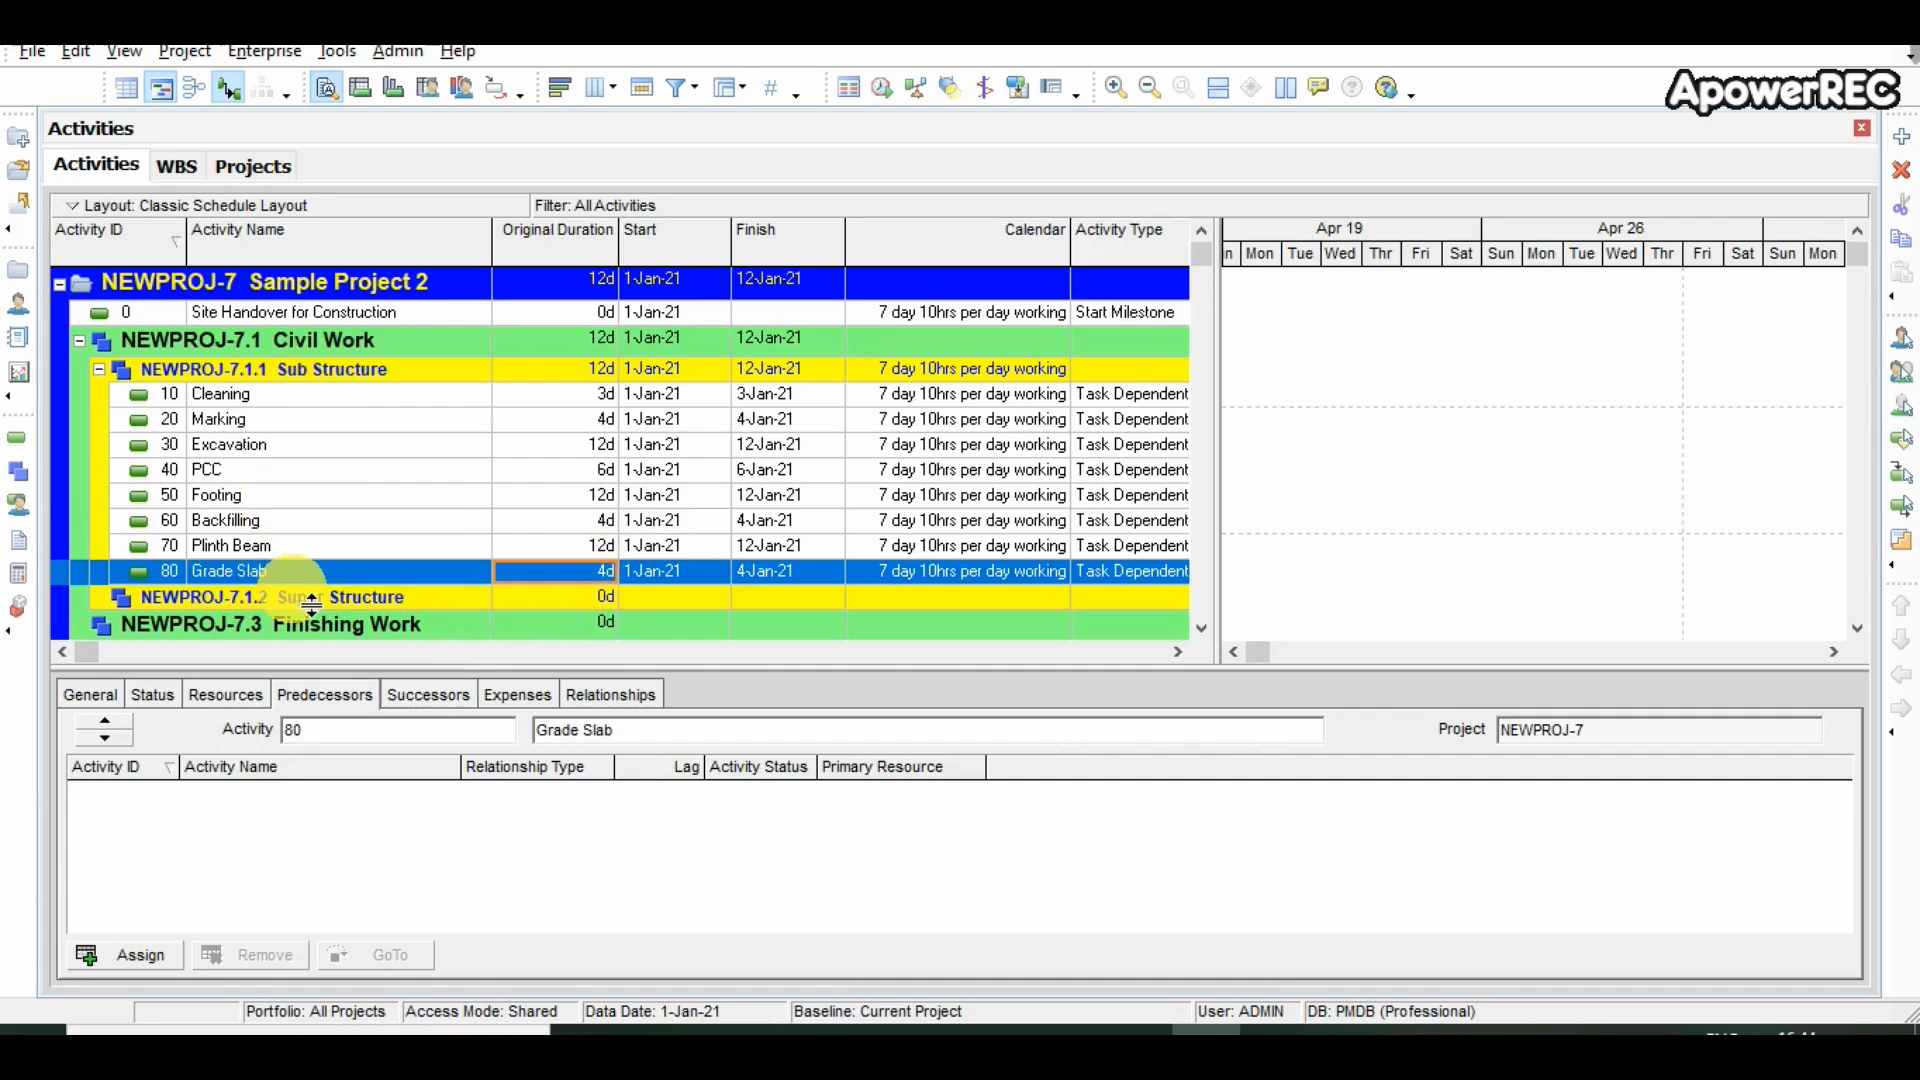 File Edit View Project Enterprise Tools Admin Help
ApowerREC
Activities
Activities WBS Projects
Layout: Classic Schedule Layout Filter: All Activities
Activity ID Activity Name Original Duration Start Finish Calendar Activity Type Apr 19 Apr 26
Mon Tue Wed Thr Fri Sat Sun Mon Tue Wed Thr Fri Sat Sun Mon
NEWPROJ-7 Sample Project 2 12d 1-Jan-21 12-Jan-21
0 Site Handover for Construction 0d 1-Jan-21 7 day 10hrs per day working Start Milestone
NEWPROJ-7.1 Civil Work 12d 1-Jan-21 12-Jan-21
NEWPROJ-7.1.1 Sub Structure 12d 1-Jan-21 12-Jan-21 7 day 10hrs per day working
10 Cleaning 3d 1-Jan-21 3-Jan-21 7 day 10hrs per day working Task Dependent
20 Marking 4d 1-Jan-21 4-Jan-21 7 day 10hrs per day working Task Dependent
30 Excavation 12d 1-Jan-21 12-Jan-21 7 day 10hrs per day working Task Dependent
40 PCC 6d 1-Jan-21 6-Jan-21 7 day 10hrs per day working Task Dependent
50 Footing 12d 1-Jan-21 12-Jan-21 7 day 10hrs per day working Task Dependent
60 Backfilling 4d 1-Jan-21 4-Jan-21 7 day 10hrs per day working Task Dependent
70 Plinth Beam 12d 1-Jan-21 12-Jan-21 7 day 10hrs per day working Task Dependent
80 Grade Slab 4d 1-Jan-21 4-Jan-21 7 day 10hrs per day working Task Dependent
NEWPROJ-7.1.2 Super Structure 0d
NEWPROJ-7.3 Finishing Work 0d
General Status Resources Predecessors Successors Expenses Relationships
Activity 80 Grade Slab Project NEWPROJ-7
Activity ID Activity Name Relationship Type Lag Activity Status Primary Resource
Assign Remove GoTo
Portfolio: All Projects Access Mode: Shared Data Date: 1-Jan-21 Baseline: Current Project User: ADMIN DB: PMDB (Professional)